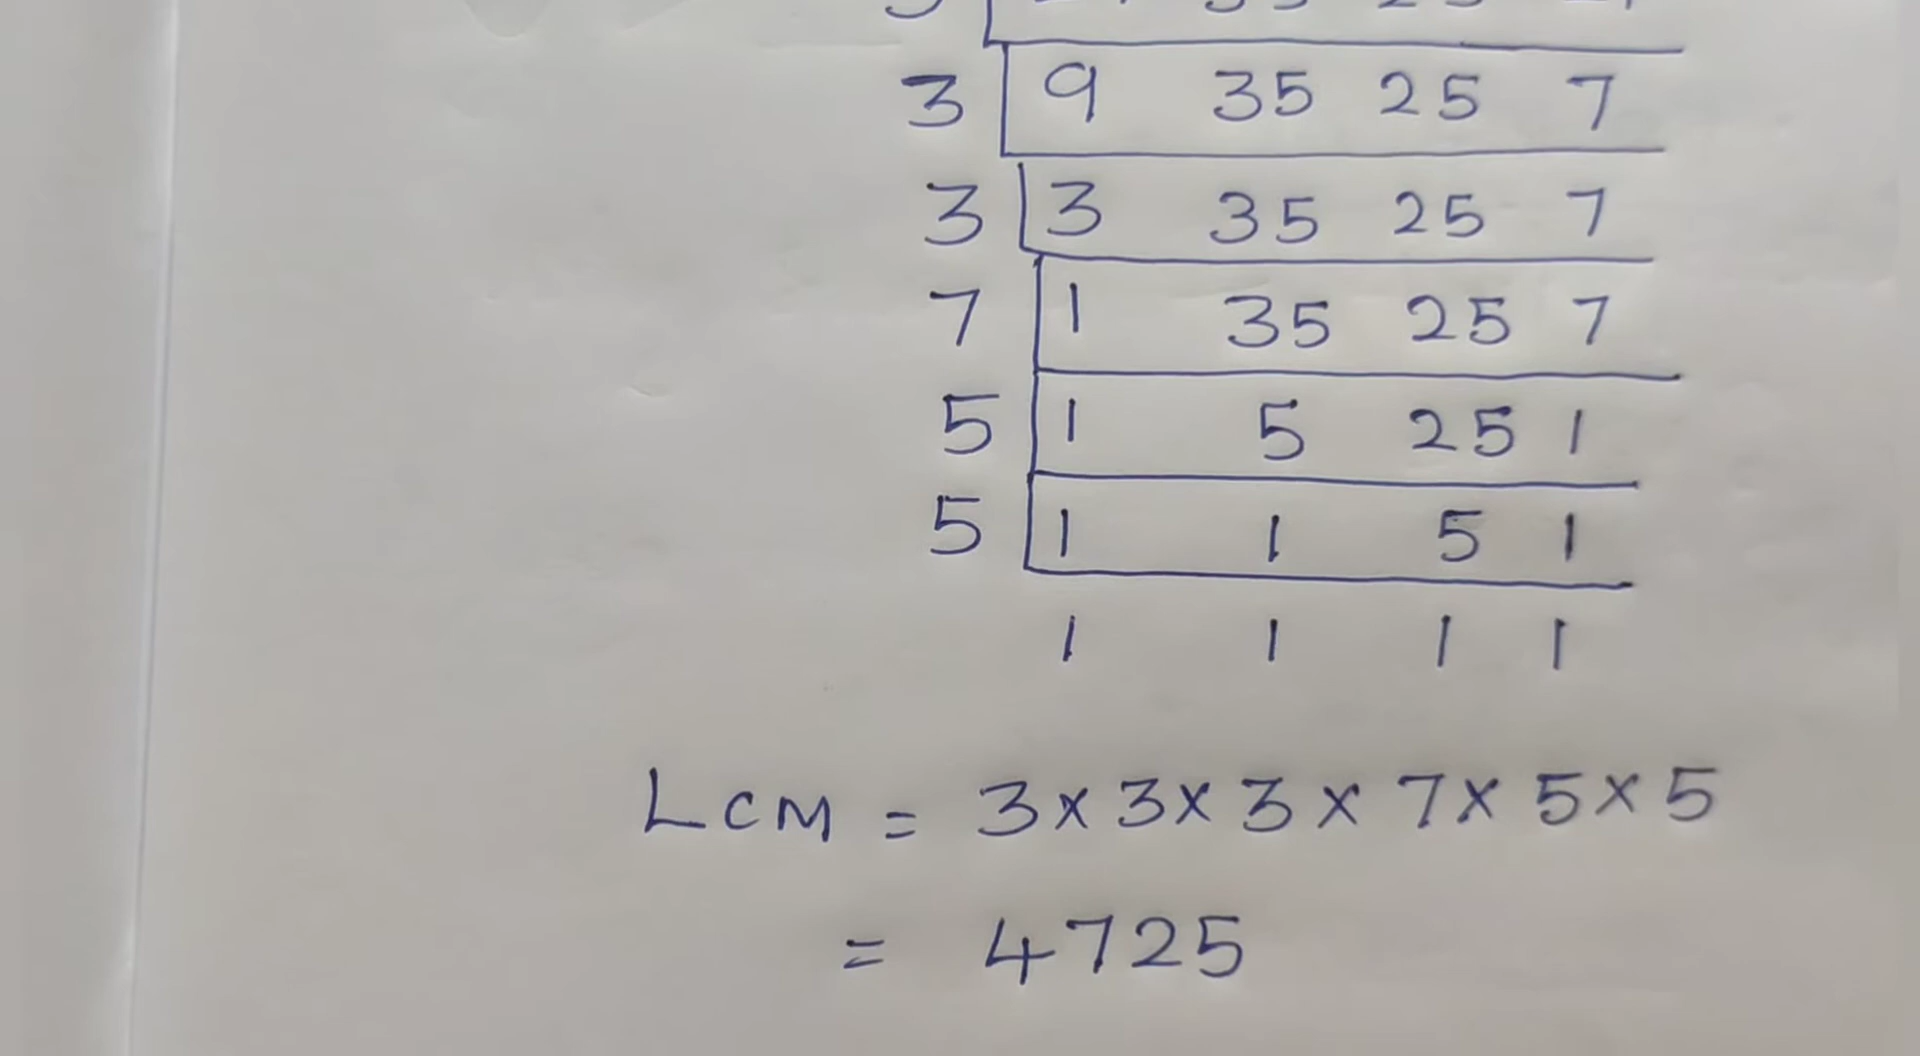 3 9 35 25 7
3 3 35 25 7
7 1 35 25 7
5 1 5 25 1
5 1 1 5 1
1 1 1 1
LCM = 3 × 3 × 3 × 7 × 5 × 5
= 4725